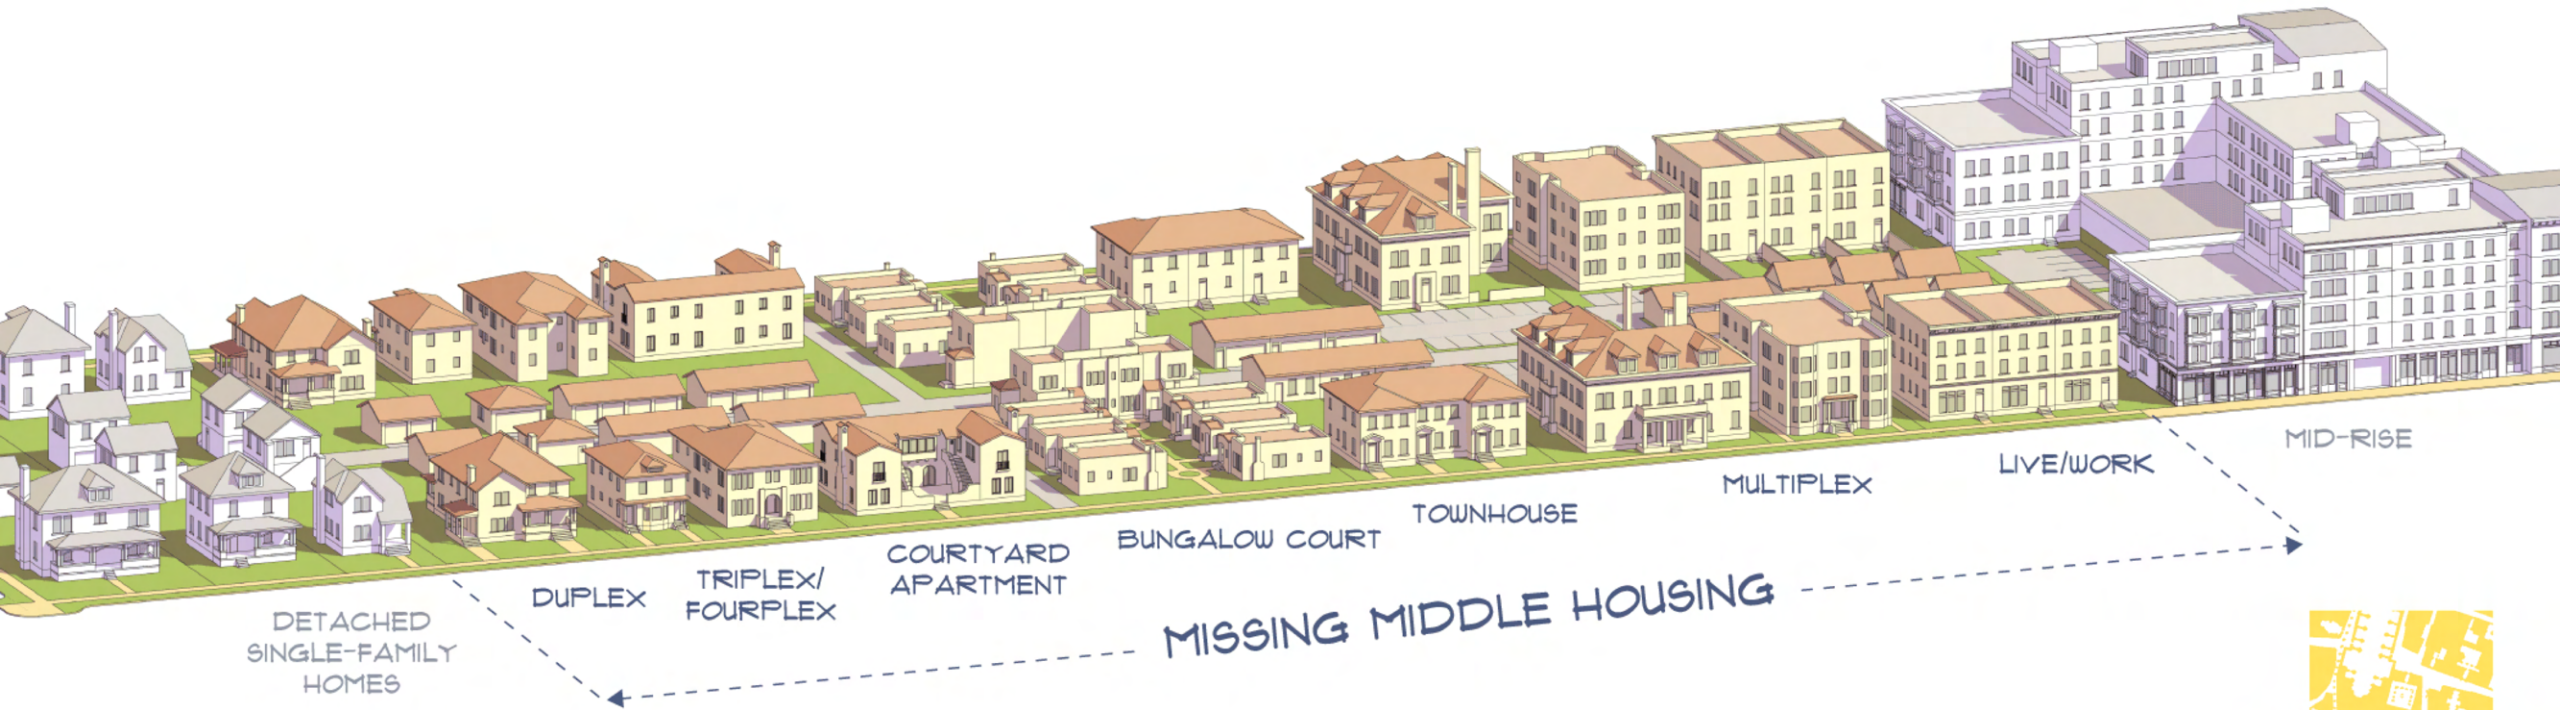 DETACHED
SINGLE-FAMILY
HOMES
DUPLEX
TRIPLEX/
FOURPLEX
COURTYARD
APARTMENT
BUNGALOW COURT
TOWNHOUSE
MULTIPLEX
LIVE/WORK
MID-RISE
MISSING MIDDLE HOUSING